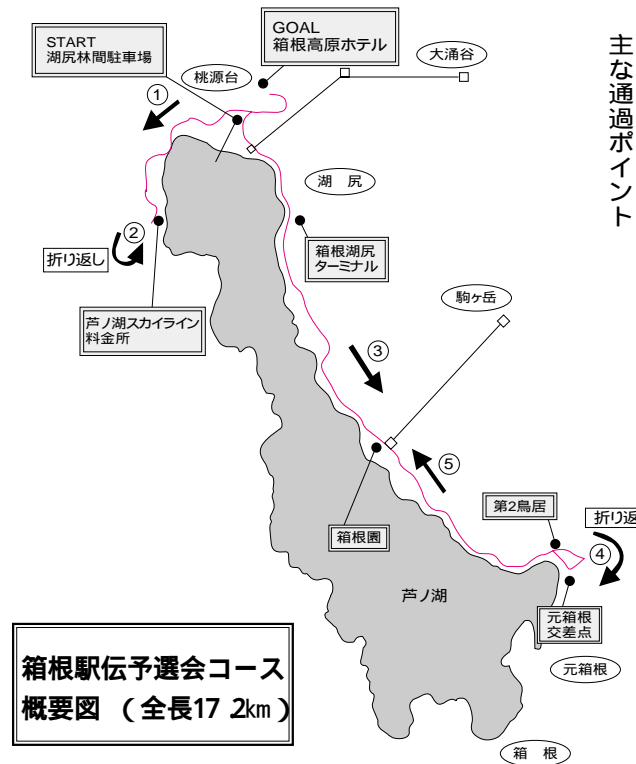 START
湖尻林間駐車場
GOAL
箱根高原ホテル
大涌谷
桃源台
主な通過ポイント
①
湖 尻
②
折り返し
箱根湖尻
ターミナル
駒ヶ岳
芦ノ湖スカイライン
料金所
③
⑤
第2鳥居
折り返
箱根園
④
芦ノ湖
元箱根
交差点
元箱根
箱根駅伝予選会コース
概要図 (全長17.2km)
箱 根